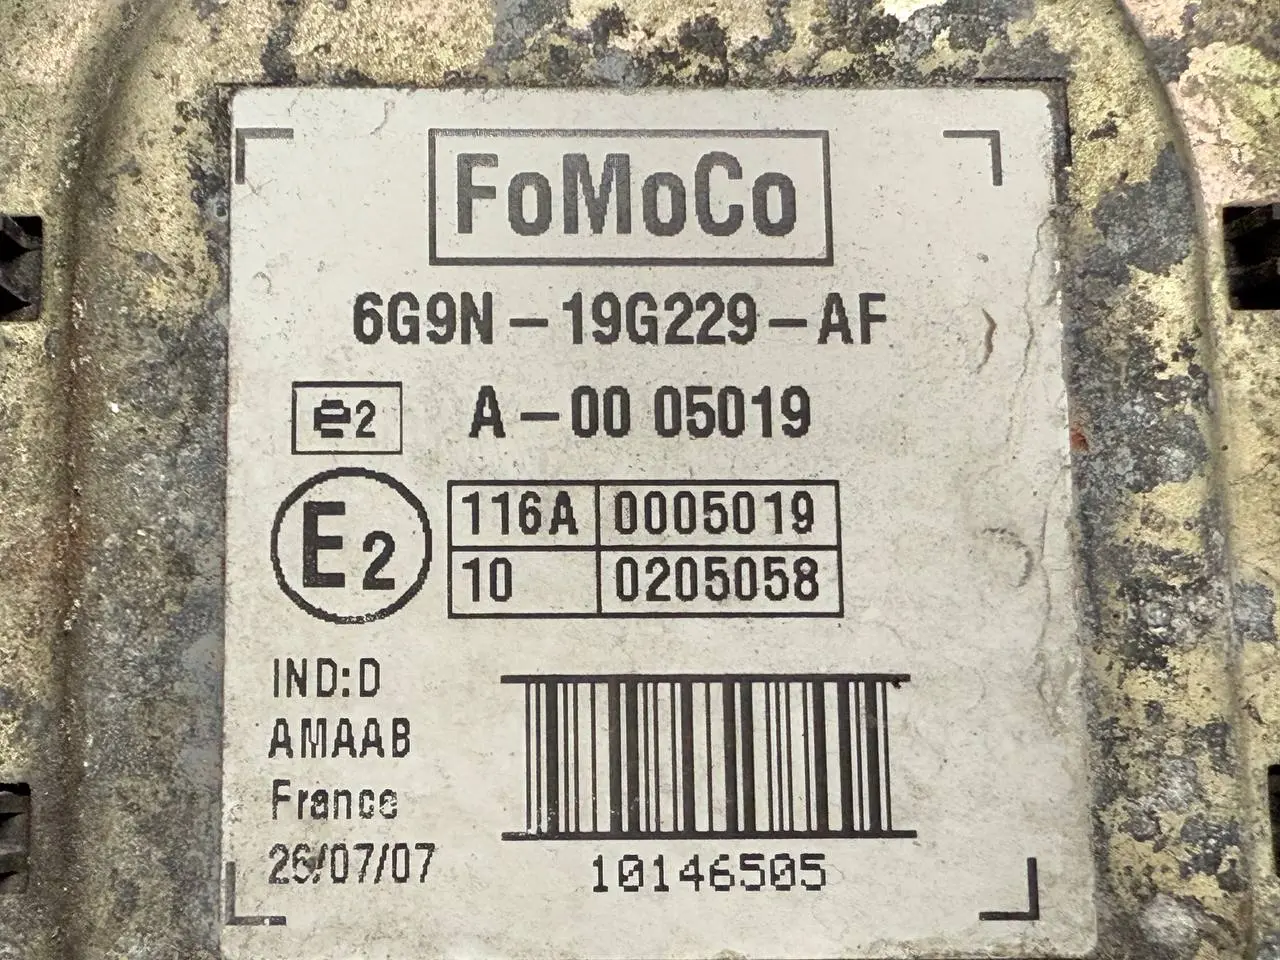 FoMoCo
6G9N-19G229-AF
e2 A-00 05019
E2 116A 0005019
10 0205058
IND:D
AMAAB
France
26/07/07
10146505